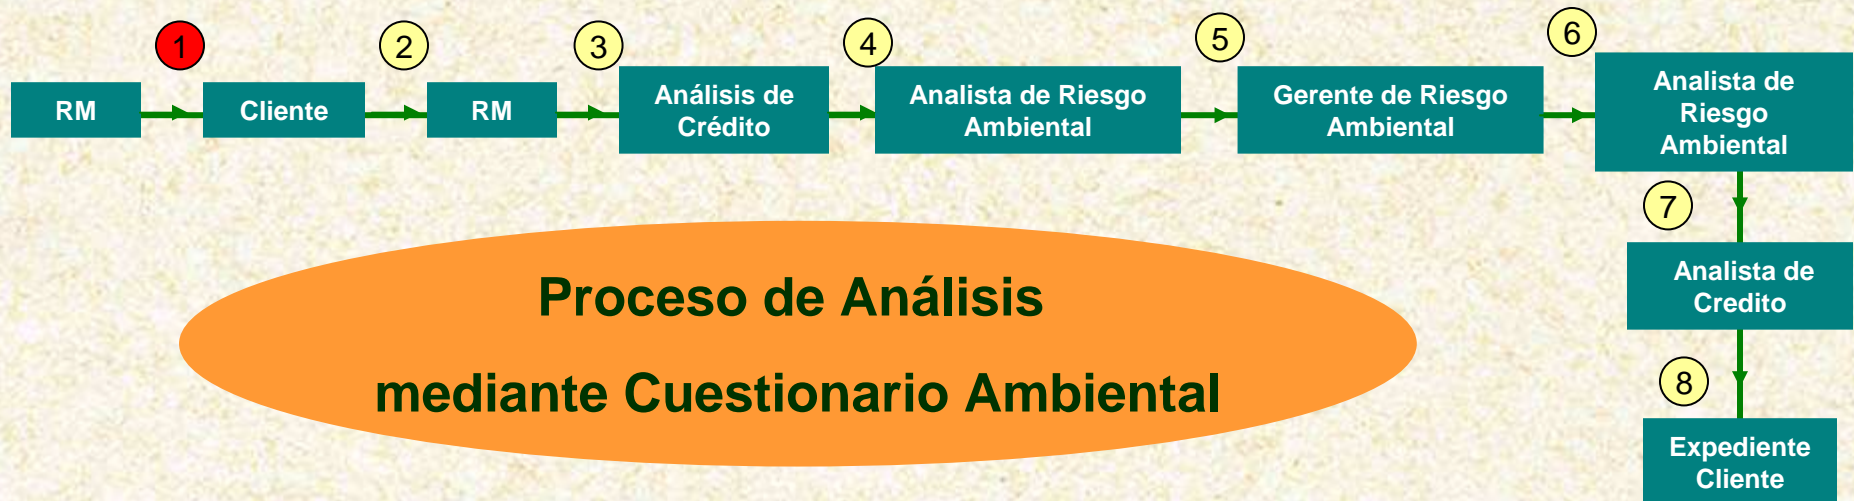 1
2
3
4
5
6
RM
Cliente
RM
Análisis de
Crédito
Analista de Riesgo
Ambiental
Gerente de Riesgo
Ambiental
Analista de
Riesgo
Ambiental
7
Analista de
Credito
Proceso de Análisis
mediante Cuestionario Ambiental
8
Expediente
Cliente